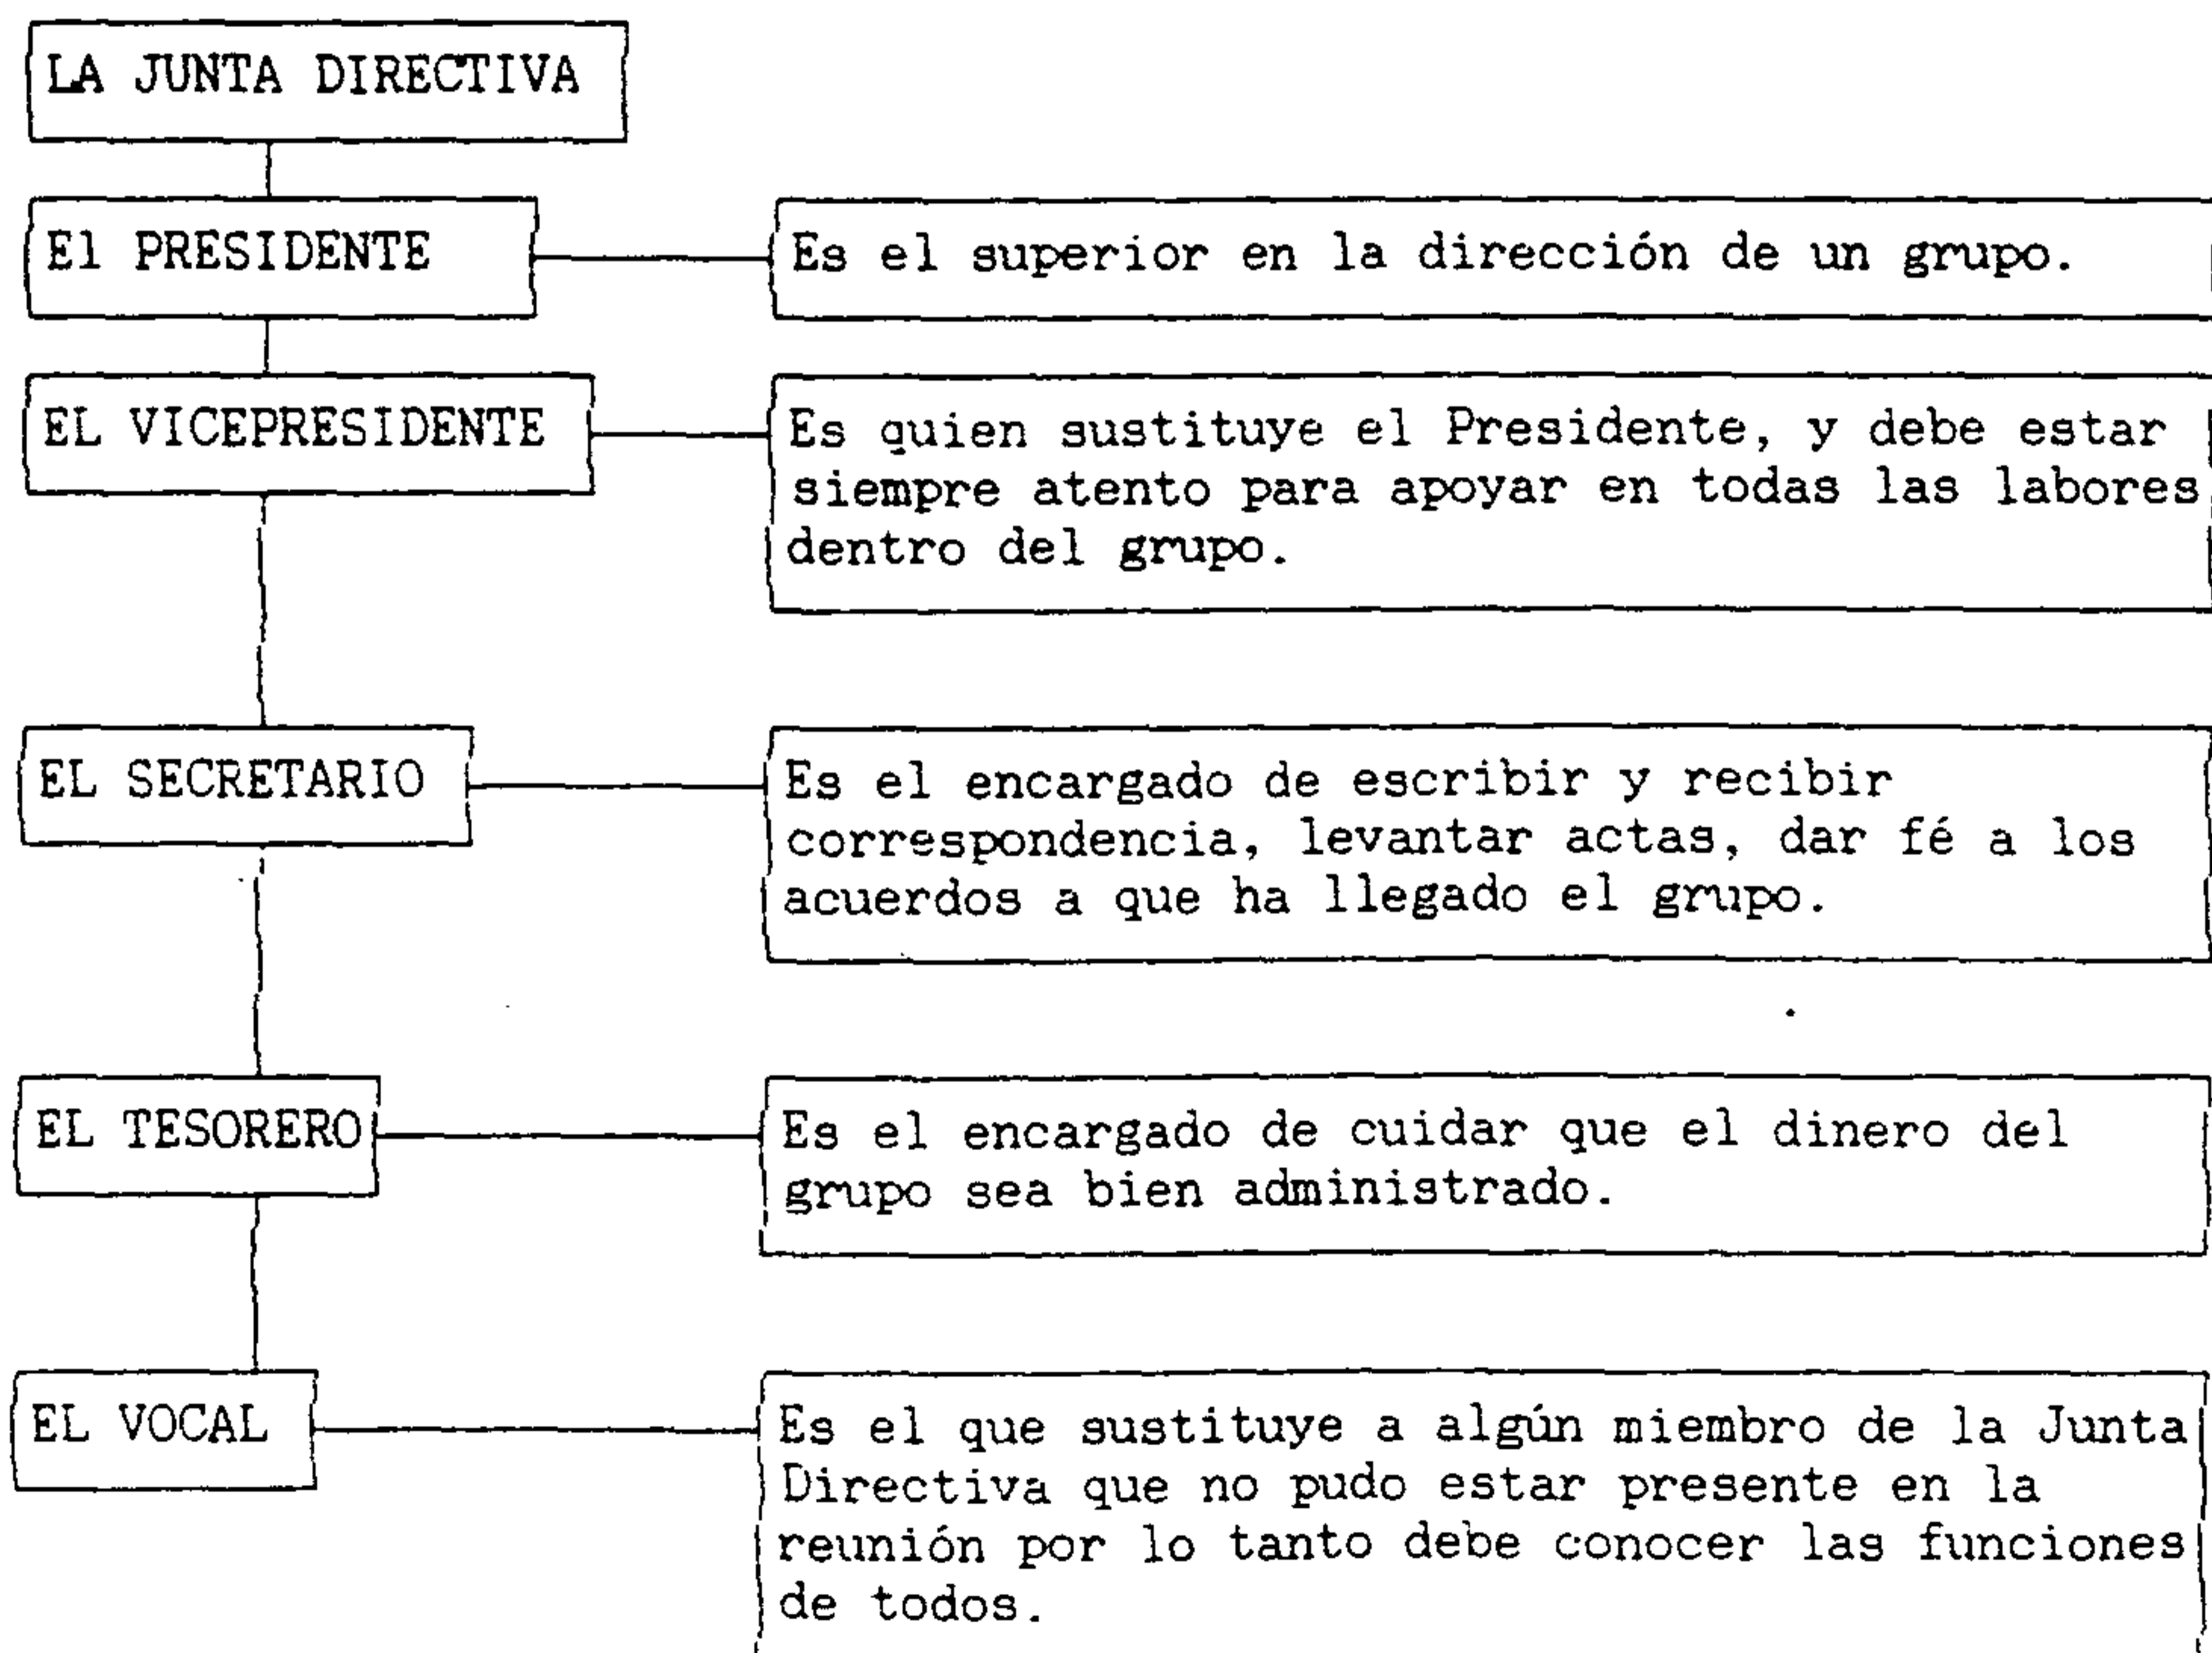 LA JUNTA DIRECTIVA
El PRESIDENTE
Es el superior en la dirección de un grupo.
EL VICEPRESIDENTE
Es quien sustituye el Presidente, y debe estar
siempre atento para apoyar en todas las labores
dentro del grupo.
EL SECRETARIO
Es el encargado de escribir y recibir
correspondencia, levantar actas, dar fé a los
acuerdos a que ha llegado el grupo.
EL TESORERO
Es el encargado de cuidar que el dinero del
grupo sea bien administrado.
EL VOCAL
Es el que sustituye a algún miembro de la Junta
Directiva que no pudo estar presente en la
reunión por lo tanto debe conocer las funciones
de todos.